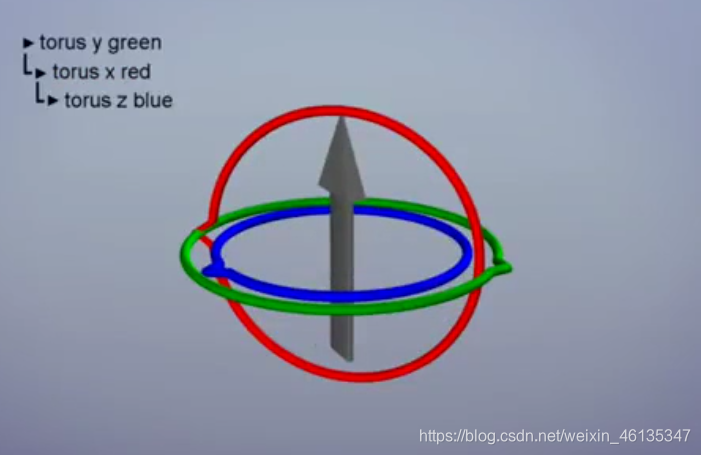 ► torus y green
► torus x red
► torus z blue
https://blog.csdn.net/weixin_46135347